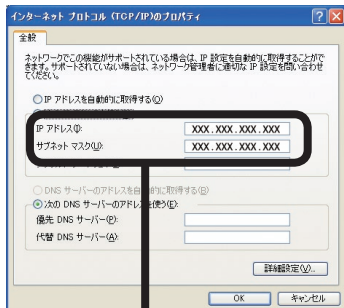 インターネット プロトコル (TCP/IP)のプロパティ
全般
ネットワークでこの機能がサポートされている場合は、IP 設定を自動的に取得することがで
きます。サポートされていない場合は、ネットワーク管理者に適切な IP 設定を問い合わせ
てください。
IP アドレスを自動的に取得する(O)
IP アドレス(I):
XXX.XXX.XXX.XXX
サブネット マスク(U):
XXX.XXX.XXX.XXX
DNS サーバーのアドレスを自動的に取得する(B)
次の DNS サーバーのアドレスを使う(E):
優先 DNS サーバー(P):
代替 DNS サーバー(A):
詳細設定(V)...
OK
キャンセル